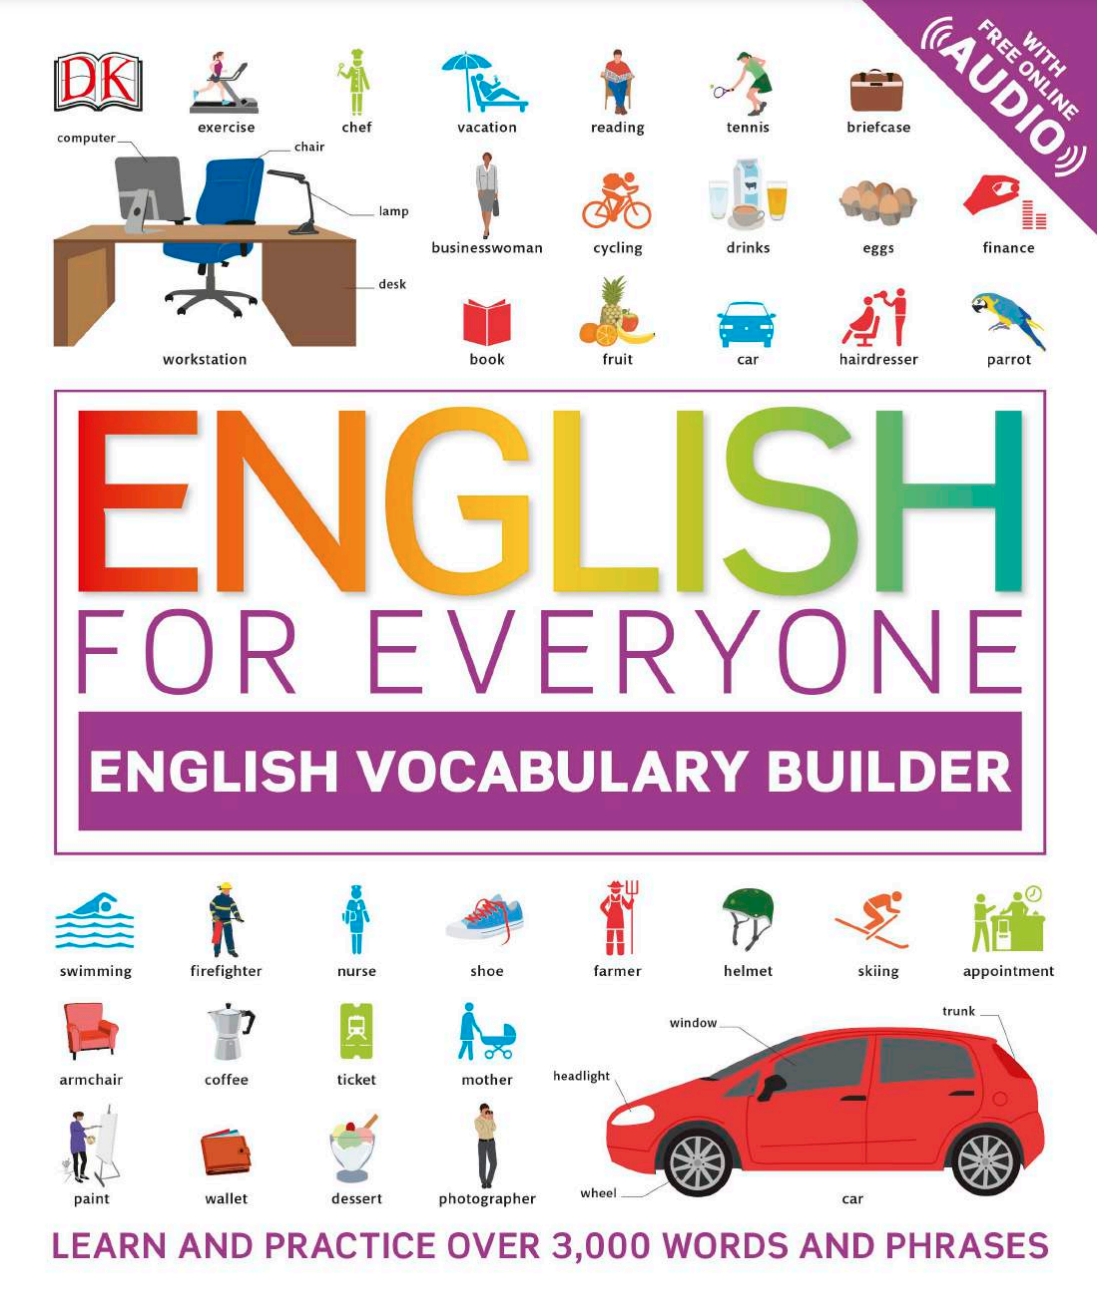 DK
WITH
FREE ONLINE
AUDIO
exercise
chef
vacation
reading
tennis
briefcase
computer
chair
lamp
desk
workstation
businesswoman
cycling
drinks
eggs
finance
book
fruit
car
hairdresser
parrot
ENGLISH
FOR EVERYONE
ENGLISH VOCABULARY BUILDER
swimming
firefighter
nurse
shoe
farmer
helmet
skiing
appointment
armchair
coffee
ticket
mother
window
trunk
headlight
wheel
car
paint
wallet
dessert
photographer
LEARN AND PRACTICE OVER 3,000 WORDS AND PHRASES